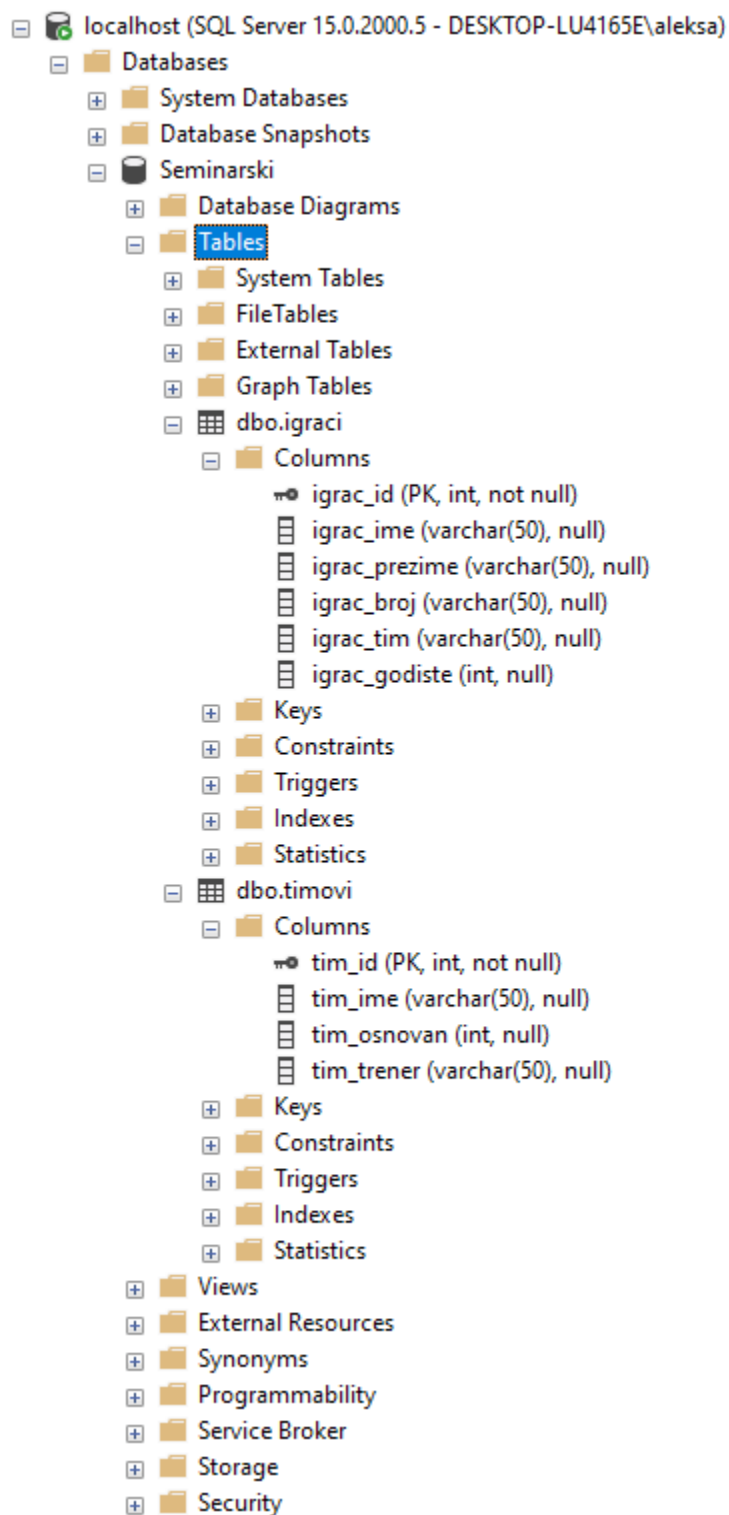 localhost (SQL Server 15.0.2000.5 - DESKTOP-LU4165E\aleksa)
Databases
System Databases
Database Snapshots
Seminarski
Database Diagrams
Tables
System Tables
FileTables
External Tables
Graph Tables
dbo.igraci
Columns
igrac_id (PK, int, not null)
igrac_ime (varchar(50), null)
igrac_prezime (varchar(50), null)
igrac_broj (varchar(50), null)
igrac_tim (varchar(50), null)
igrac_godiste (int, null)
Keys
Constraints
Triggers
Indexes
Statistics
dbo.timovi
Columns
tim_id (PK, int, not null)
tim_ime (varchar(50), null)
tim_osnovan (int, null)
tim_trener (varchar(50), null)
Keys
Constraints
Triggers
Indexes
Statistics
Views
External Resources
Synonyms
Programmability
Service Broker
Storage
Security